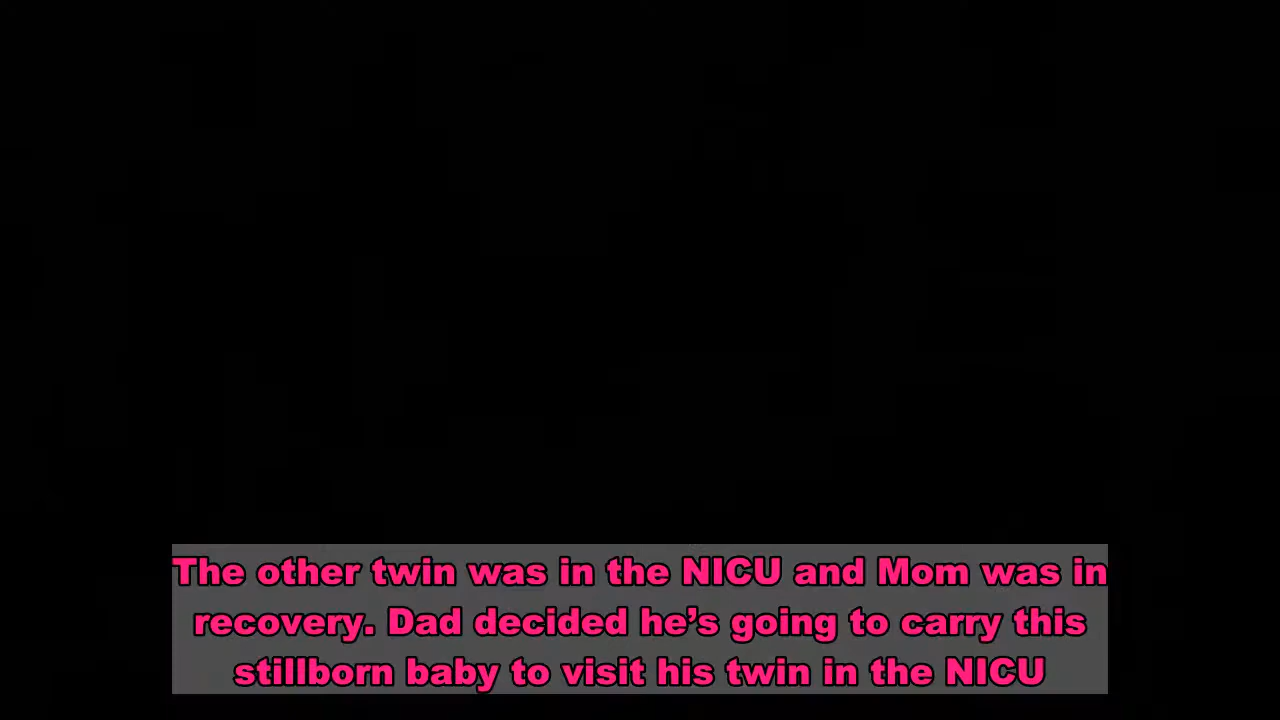 The other twin was in the NICU and Mom was in
recovery. Dad decided he’s going to carry this
stillborn baby to visit his twin in the NICU